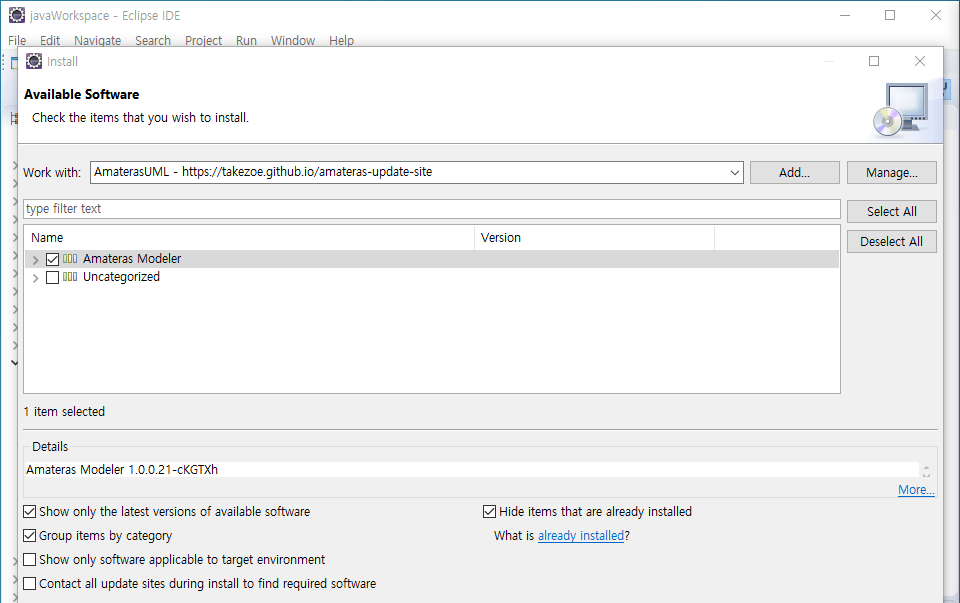 javaWorkspace - Eclipse IDE
File Edit Navigate Search Project Run Window Help
Install
Available Software
Check the items that you wish to install.
Work with: AmaterasUML - https://takezoe.github.io/amateras-update-site Add... Manage...
type filter text
Select All
Name Version
Deselect All
Amateras Modeler
Uncategorized
1 item selected
Details
Amateras Modeler 1.0.0.21-cKGTXh
More...
Show only the latest versions of available software Hide items that are already installed
Group items by category What is already installed?
Show only software applicable to target environment
Contact all update sites during install to find required software